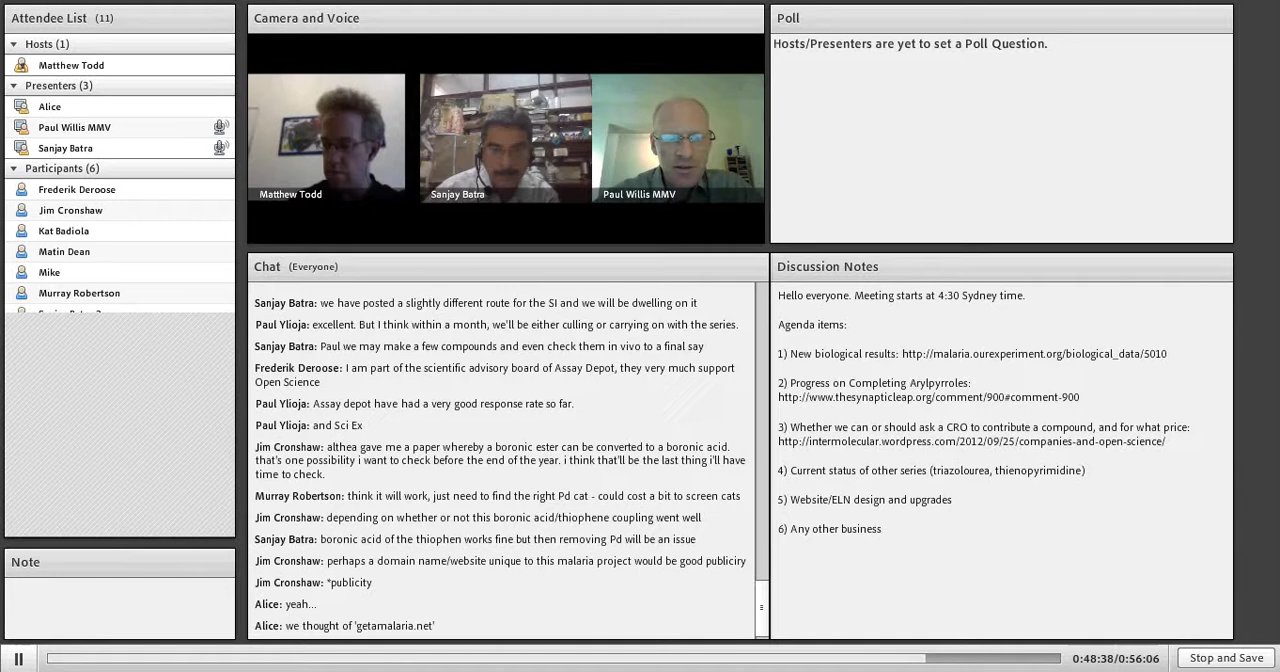 Attendee List (11)
Hosts (1)
Matthew Todd
Presenters (3)
Alice
Paul Willis MMV
Sanjay Batra
Participants (6)
Frederik Deroose
Jim Cronshaw
Kat Badiola
Matin Dean
Mike
Murray Robertson
Note
Camera and Voice
Matthew Todd
Sanjay Batra
Paul Willis MMV
Poll
Hosts/Presenters are yet to set a Poll Question.
Chat (Everyone)
Sanjay Batra: we have posted a slightly different route for the SI and we will be dwelling on it
Paul Ylioja: excellent. But I think within a month, we'll be either culling or carrying on with the series.
Sanjay Batra: Paul we may make a few compounds and even check them in vivo to a final say
Frederik Deroose: I am part of the scientific advisory board of Assay Depot, they very much support
Open Science
Paul Ylioja: Assay depot have had a very good response rate so far.
Paul Ylioja: and Sci Ex
Jim Cronshaw: althea gave me a paper whereby a boronic ester can be converted to a boronic acid.
that's one possibility i want to check before the end of the year. i think that'll be the last thing i'll have
time to check.
Murray Robertson: think it will work, just need to find the right Pd cat - could cost a bit to screen cats
Jim Cronshaw: depending on whether or not this boronic acid/thiophene coupling went well
Sanjay Batra: boronic acid of the thiophen works fine but then removing Pd will be an issue
Jim Cronshaw: perhaps a domain name/website unique to this malaria project would be good publiciry
Jim Cronshaw: *publicity
Alice: yeah...
Alice: we thought of 'getamalaria.net'
Discussion Notes
Hello everyone. Meeting starts at 4:30 Sydney time.
Agenda items:
1) New biological results: http://malaria.ourexperiment.org/biological_data/5010
2) Progress on Completing Arylpyrroles:
http://www.thesynapticleap.org/comment/900#comment-900
3) Whether we can or should ask a CRO to contribute a compound, and for what price:
http://intermolecular.wordpress.com/2012/09/25/companies-and-open-science/
4) Current status of other series (triazolourea, thienopyrimidine)
5) Website/ELN design and upgrades
6) Any other business
0:48:38/0:56:06
Stop and Save